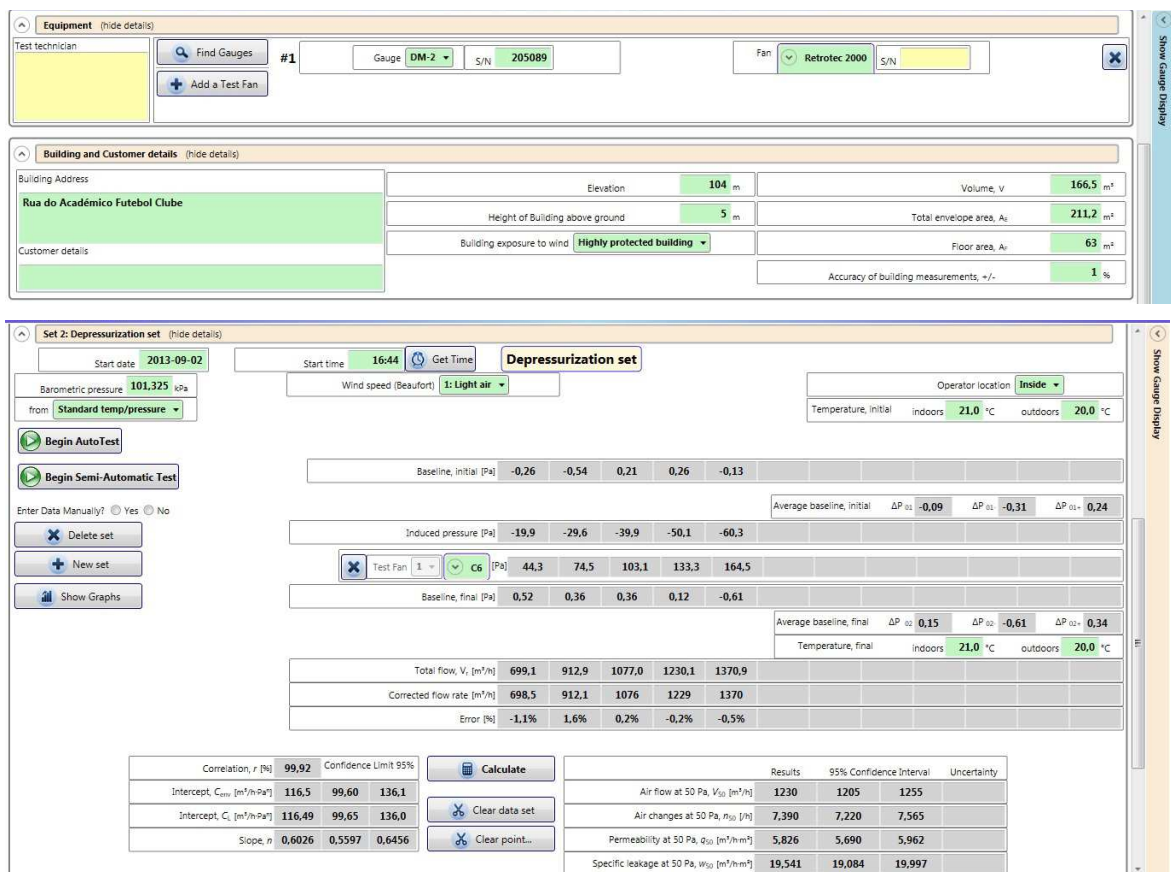 Equipment (hide details)
Test technician
Find Gauges
#1
Gauge DM-2
S/N 205089
Fan Retrotec 2000 S/N
Add a Test Fan
Show Gauge Display
Building and Customer details (hide details)
Building Address
Rua do Académico Futebol Clube
Customer details
Elevation 104 m
Height of Building above ground 5 m
Building exposure to wind Highly protected building
Volume, V 166,5 m³
Total envelope area, AE 211,2 m²
Floor area, AF 63 m²
Accuracy of building measurements, +/- 1 %
Set 2: Depressurization set (hide details)
Start date 2013-09-02 Start time 16:44 Get Time Depressurization set
Barometric pressure 101,325 kPa Wind speed (Beaufort) 1: Light air Operator location Inside
from Standard temp/pressure Temperature, initial indoors 21,0 °C outdoors 20,0 °C
Begin AutoTest
Begin Semi-Automatic Test
Baseline, initial [Pa] -0,26 -0,54 0,21 0,26 -0,13
Enter Data Manually? Yes No
Average baseline, initial ΔP 01 -0,09 ΔP 01- -0,31 ΔP 01+ 0,24
Delete set
Induced pressure [Pa] -19,9 -29,6 -39,9 -50,1 -60,3
New set
Test Fan 1 C6 [Pa] 44,3 74,5 103,1 133,3 164,5
Show Graphs
Baseline, final [Pa] 0,52 0,36 0,36 0,12 -0,61
Average baseline, final ΔP 02 0,15 ΔP 02- -0,61 ΔP 02+ 0,34
Temperature, final indoors 21,0 °C outdoors 20,0 °C
Total flow, Vr [m³/h] 699,1 912,9 1077,0 1230,1 1370,9
Corrected flow rate [m³/h] 698,5 912,1 1076 1229 1370
Error [%] -1,1% 1,6% 0,2% -0,2% -0,5%
Show Gauge Display
Correlation, r [%] 99,92 Confidence Limit 95%
Intercept, Cenv [m³/h·Paⁿ] 116,5 99,60 136,1
Intercept, CL [m³/h·Paⁿ] 116,49 99,65 136,0
Slope, n 0,6026 0,5597 0,6456
Calculate
Clear data set
Clear point...
Results 95% Confidence Interval Uncertainty
Air flow at 50 Pa, V50 [m³/h] 1230 1205 1255
Air changes at 50 Pa, n50 [/h] 7,390 7,220 7,565
Permeability at 50 Pa, q50 [m³/h·m²] 5,826 5,690 5,962
Specific leakage at 50 Pa, w50 [m³/h·m²] 19,541 19,084 19,997